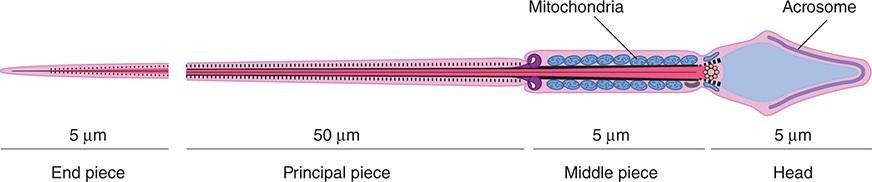 Mitochondria
Acrosome
5 μm
50 μm
5 μm
5 μm
End piece
Principal piece
Middle piece
Head